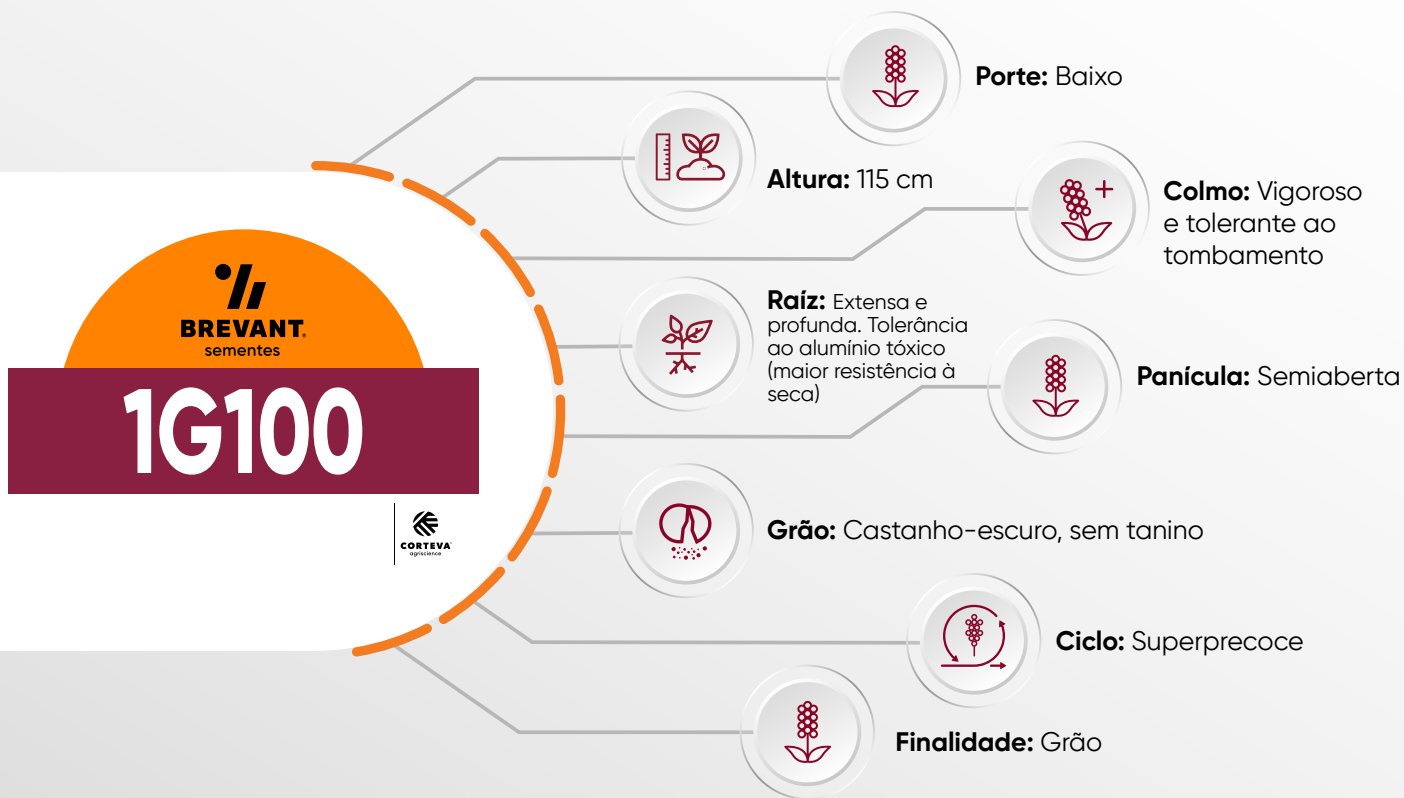 BREVANT®
sementes
1G100
CORTEVA
agriscience
Porte: Baixo
Altura: 115 cm
Colmo: Vigoroso
e tolerante ao
tombamento
Raíz: Extensa e
profunda. Tolerância
ao alumínio tóxico
(maior resistência à
seca)
Panícula: Semiaberta
Grão: Castanho-escuro, sem tanino
Ciclo: Superprecoce
Finalidade: Grão